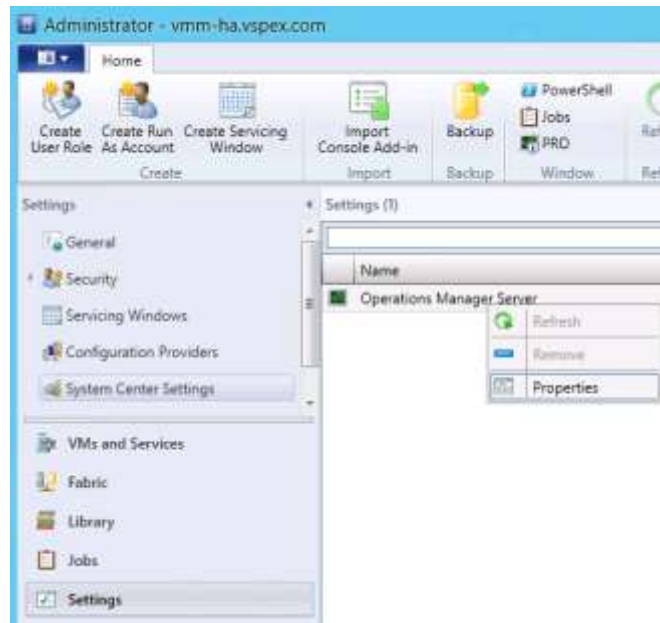 Administrator - vmm-ha.vspex.com
Home
Create User Role
Create Run As Account
Create Servicing Window
Import Console Add-in
Backup
PowerShell
Jobs
PRO
Create
Import
Backup
Window
Settings
Settings (1)
General
Security
Servicing Windows
Configuration Providers
System Center Settings
Name
Operations Manager Server
Refresh
Remove
Properties
VMs and Services
Fabric
Library
Jobs
Settings